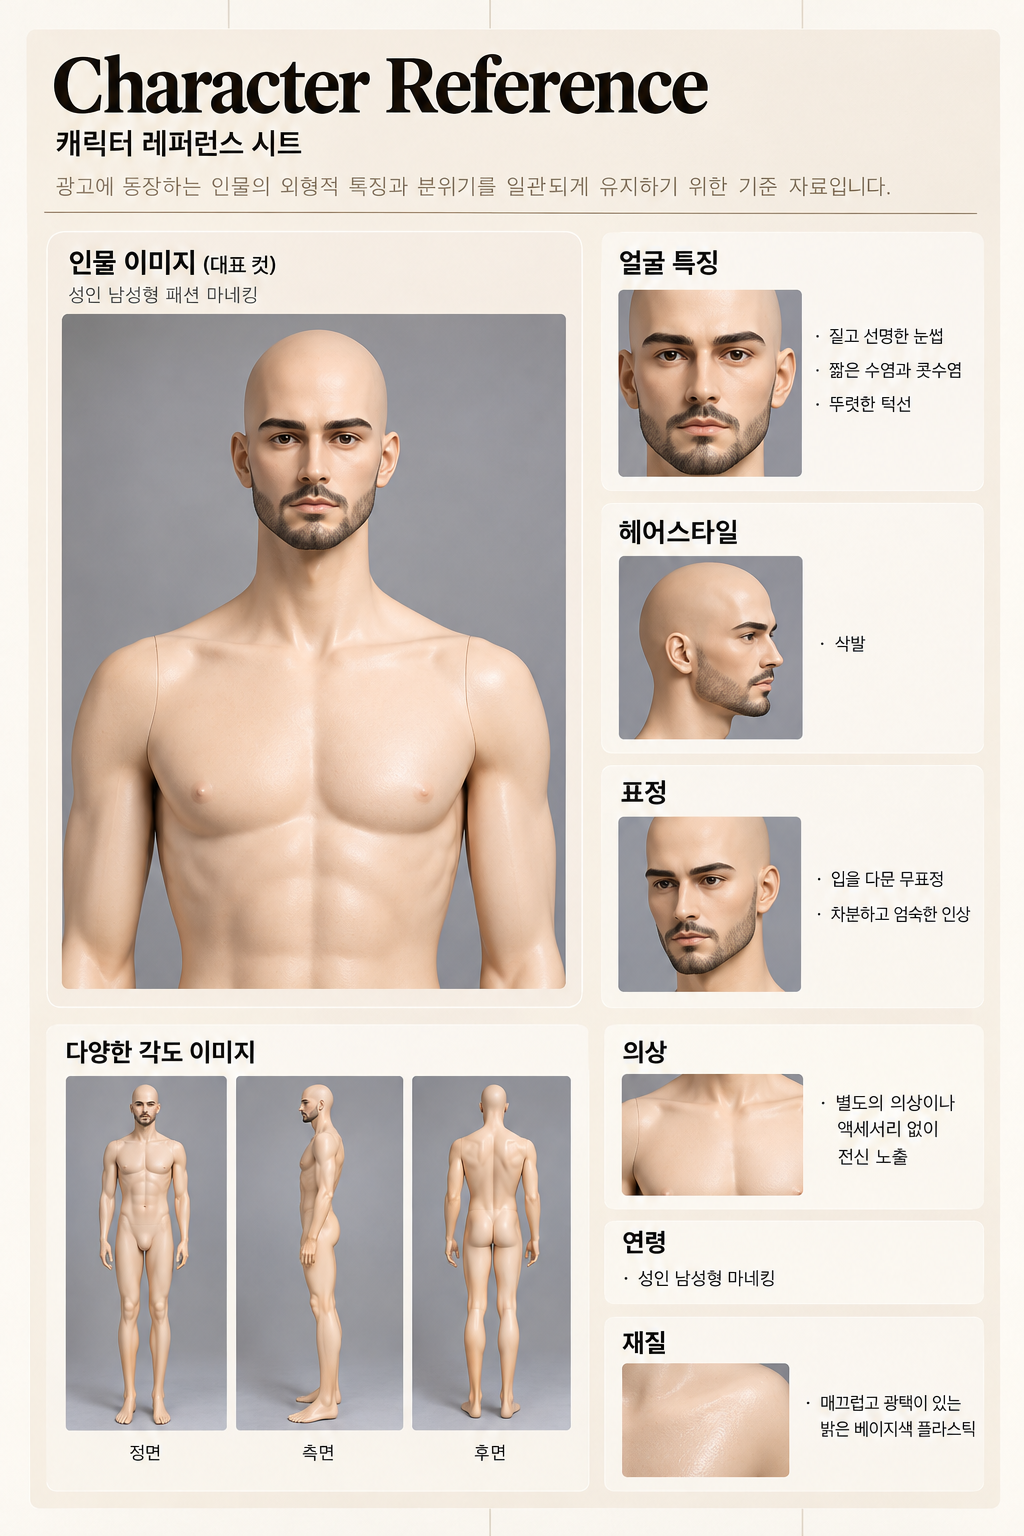 Character Reference
캐릭터 레퍼런스 시트
광고에 동장하는 인물의 외형적 톡징과 분위기를 일관되게 유지하기 위한 기준 자료입니다.
인물 이미지 (대표 컷)
성인 남성형 패션 마네킹
얼굴 특징
· 질고 선명한 눈썹
· 짧은 수염과 콧수염
· 뚜렷한 턱선
헤어스타일
· 삭발
표정
· 입을 다문 무표정
· 차분하고 엄숙한 인상
다양한 각도 이미지
정면
측면
후면
의상
· 별도의 의상이나
액세서리 없이
전신 노출
연령
· 성인 남성형 마네킹
재질
· 매끄럽고 광택이 있는
밝은 베이지색 플라스틱